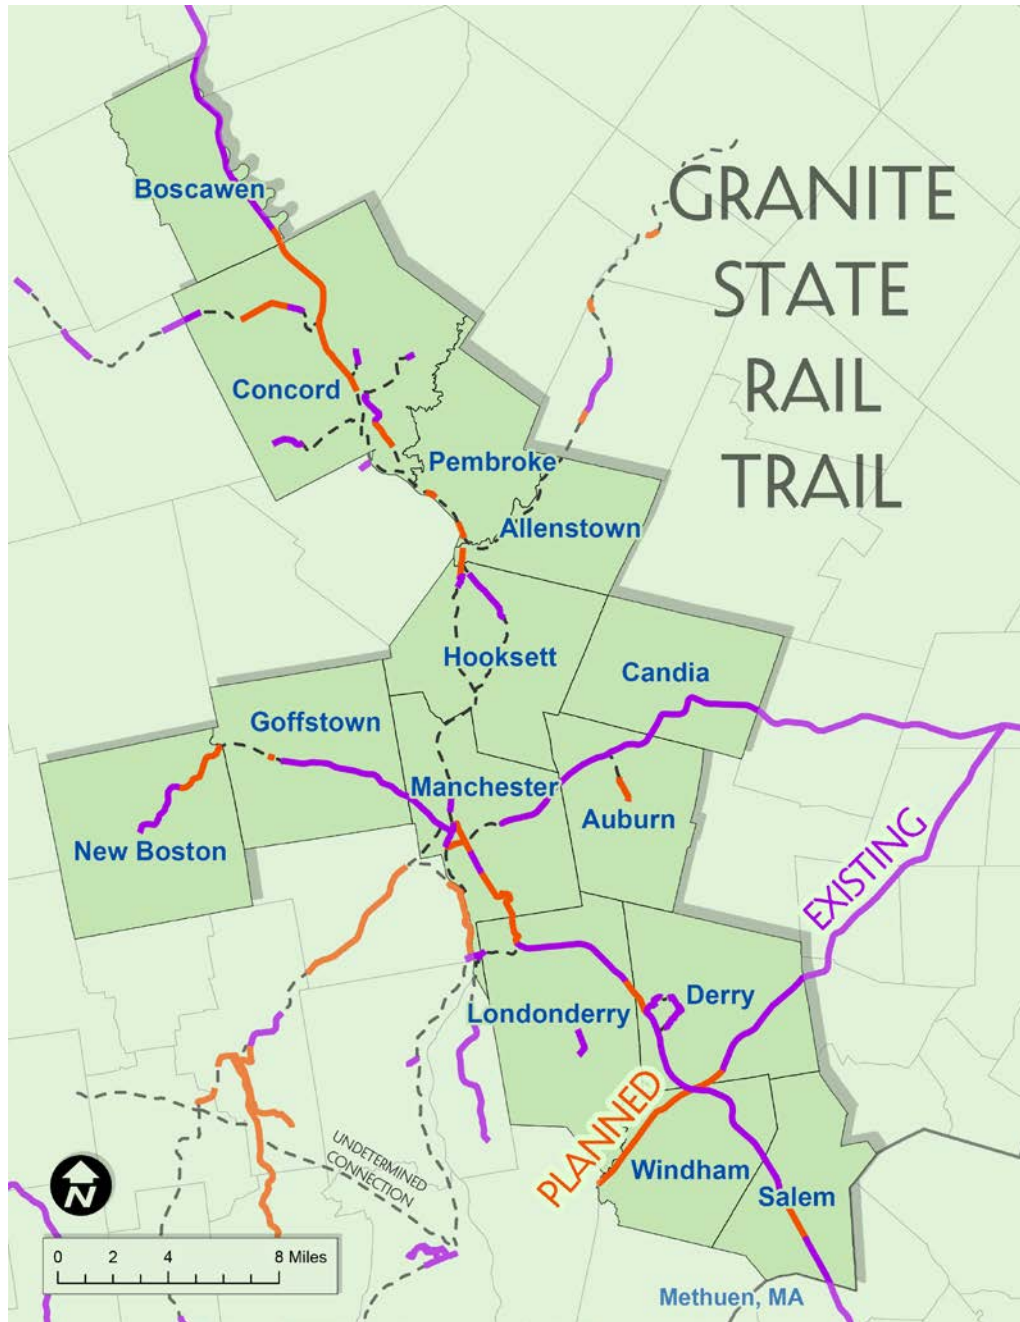 GRANITE
STATE
RAIL
TRAIL
Boscawen
Concord
Pembroke
Allenstown
Hooksett
Candia
Goffstown
Manchester
Auburn
New Boston
EXISTING
Derry
Londonderry
PLANNED
UNDETERMINED
CONNECTION
Windham
Salem
N
0 2 4 8 Miles
Methuen, MA